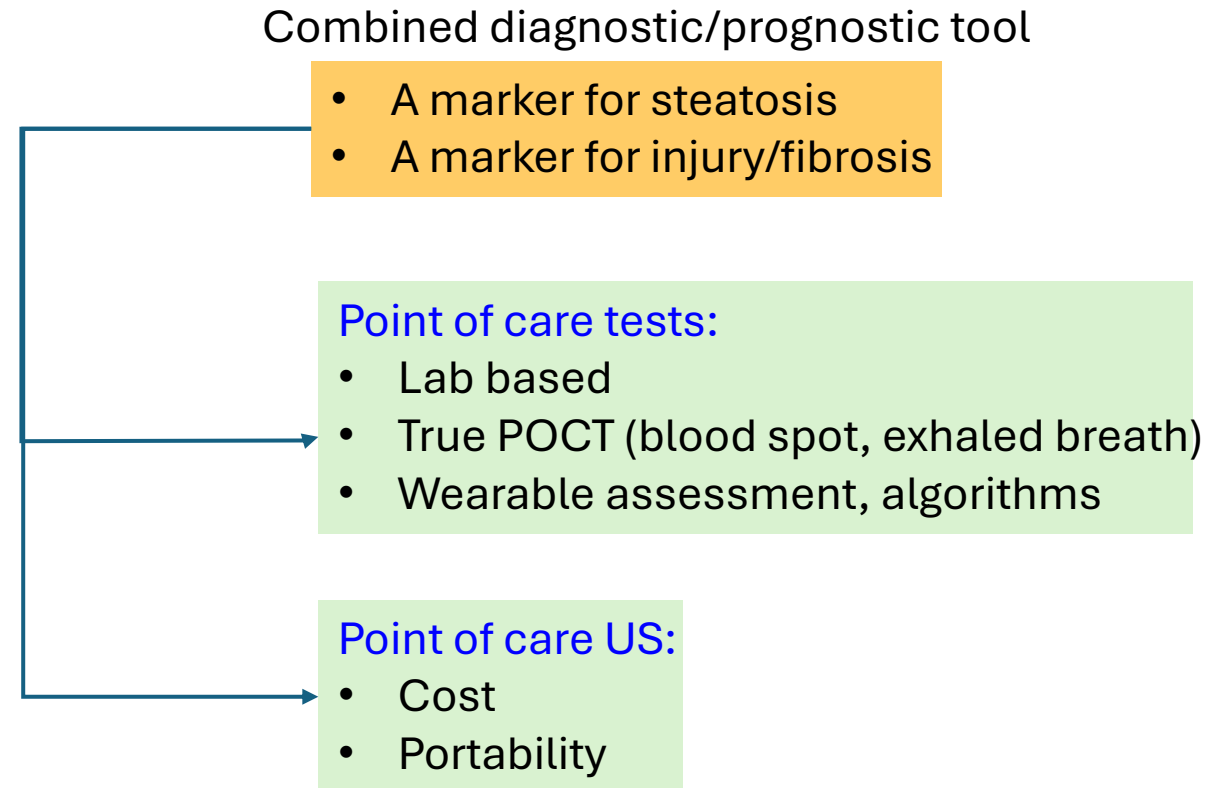 Combined diagnostic/prognostic tool
• A marker for steatosis
• A marker for injury/fibrosis
Point of care tests:
• Lab based
• True POCT (blood spot, exhaled breath)
• Wearable assessment, algorithms
Point of care US:
• Cost
• Portability